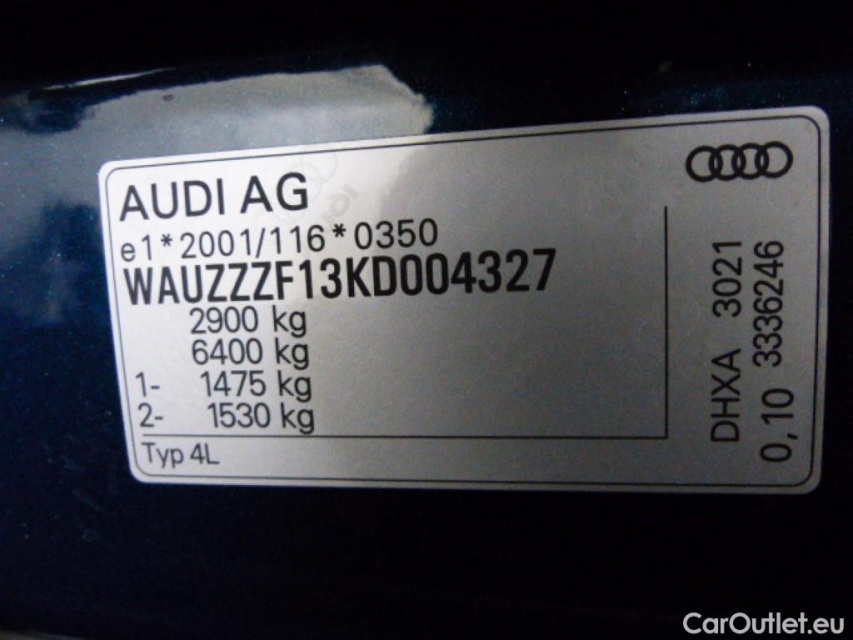 AUDI AG
e1*2001/116*0350
WAUZZZF13KD004327
2900 kg
6400 kg
1- 1475 kg
2- 1530 kg
Typ 4L
DHXA 3021
0,10 3336246
CarOutlet.eu